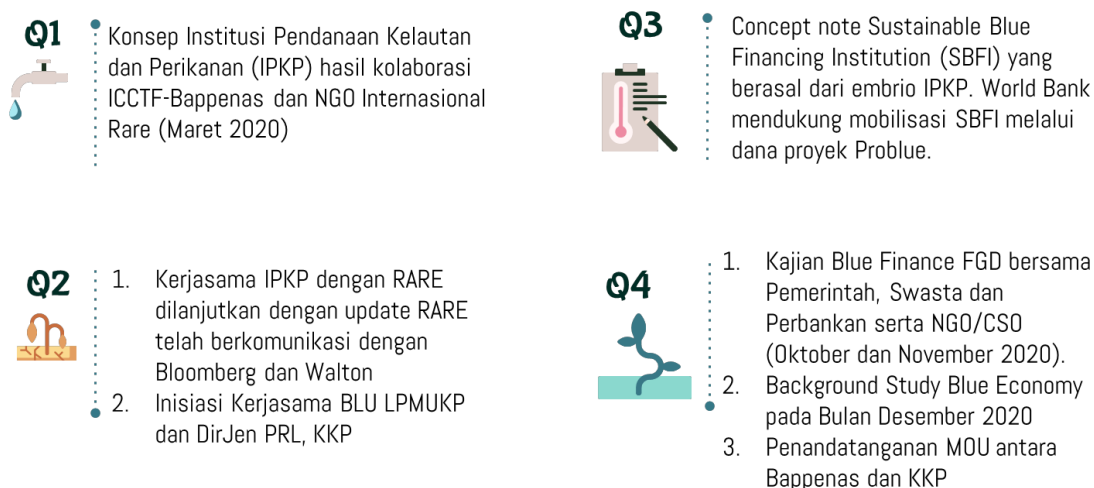 Q1
Konsep Institusi Pendanaan Kelautan
dan Perikanan (IPKP) hasil kolaborasi
ICCTF-Bappenas dan NGO Internasional
Rare (Maret 2020)
Q2
1. Kerjasama IPKP dengan RARE
dilanjutkan dengan update RARE
telah berkomunikasi dengan
Bloomberg dan Walton
2. Inisiasi Kerjasama BLU LPMUKP
dan DirJen PRL, KKP
Q3
Concept note Sustainable Blue
Financing Institution (SBFI) yang
berasal dari embrio IPKP. World Bank
mendukung mobilisasi SBFI melalui
dana proyek Problue.
Q4
1. Kajian Blue Finance FGD bersama
Pemerintah, Swasta dan
Perbankan serta NGO/CSO
(Oktober dan November 2020).
2. Background Study Blue Economy
pada Bulan Desember 2020
3. Penandatanganan MOU antara
Bappenas dan KKP